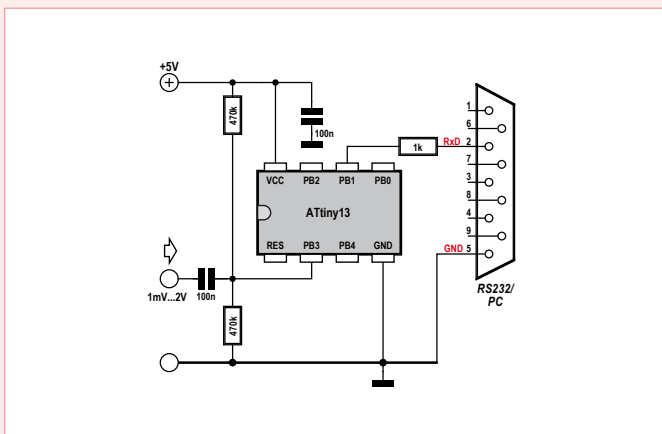 +5V
470k
100n
1k
RxD
1
6
2
7
3
8
4
9
5
VCC PB2 PB1 PB0
ATtiny13
RES PB3 PB4 GND
GND
1mV...2V
100n
470k
RS232/
PC